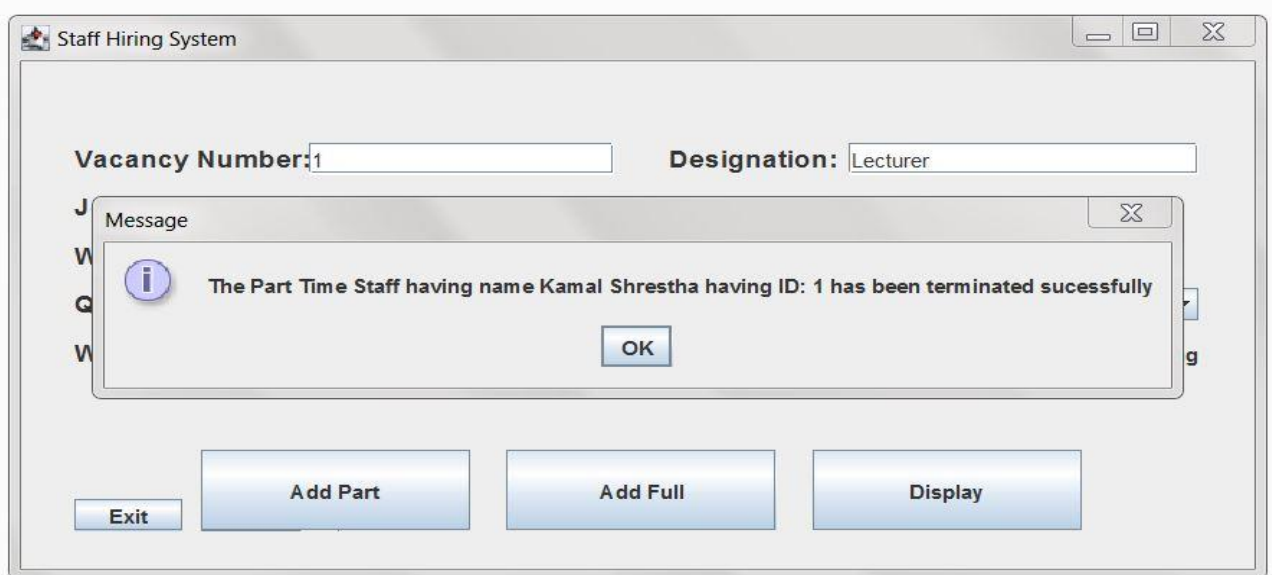 Staff Hiring System
Vacancy Number: 1 Designation: Lecturer
J
Message
W
The Part Time Staff having name Kamal Shrestha having ID: 1 has been terminated sucessfully
Q
OK
W g
Add Part Add Full Display
Exit